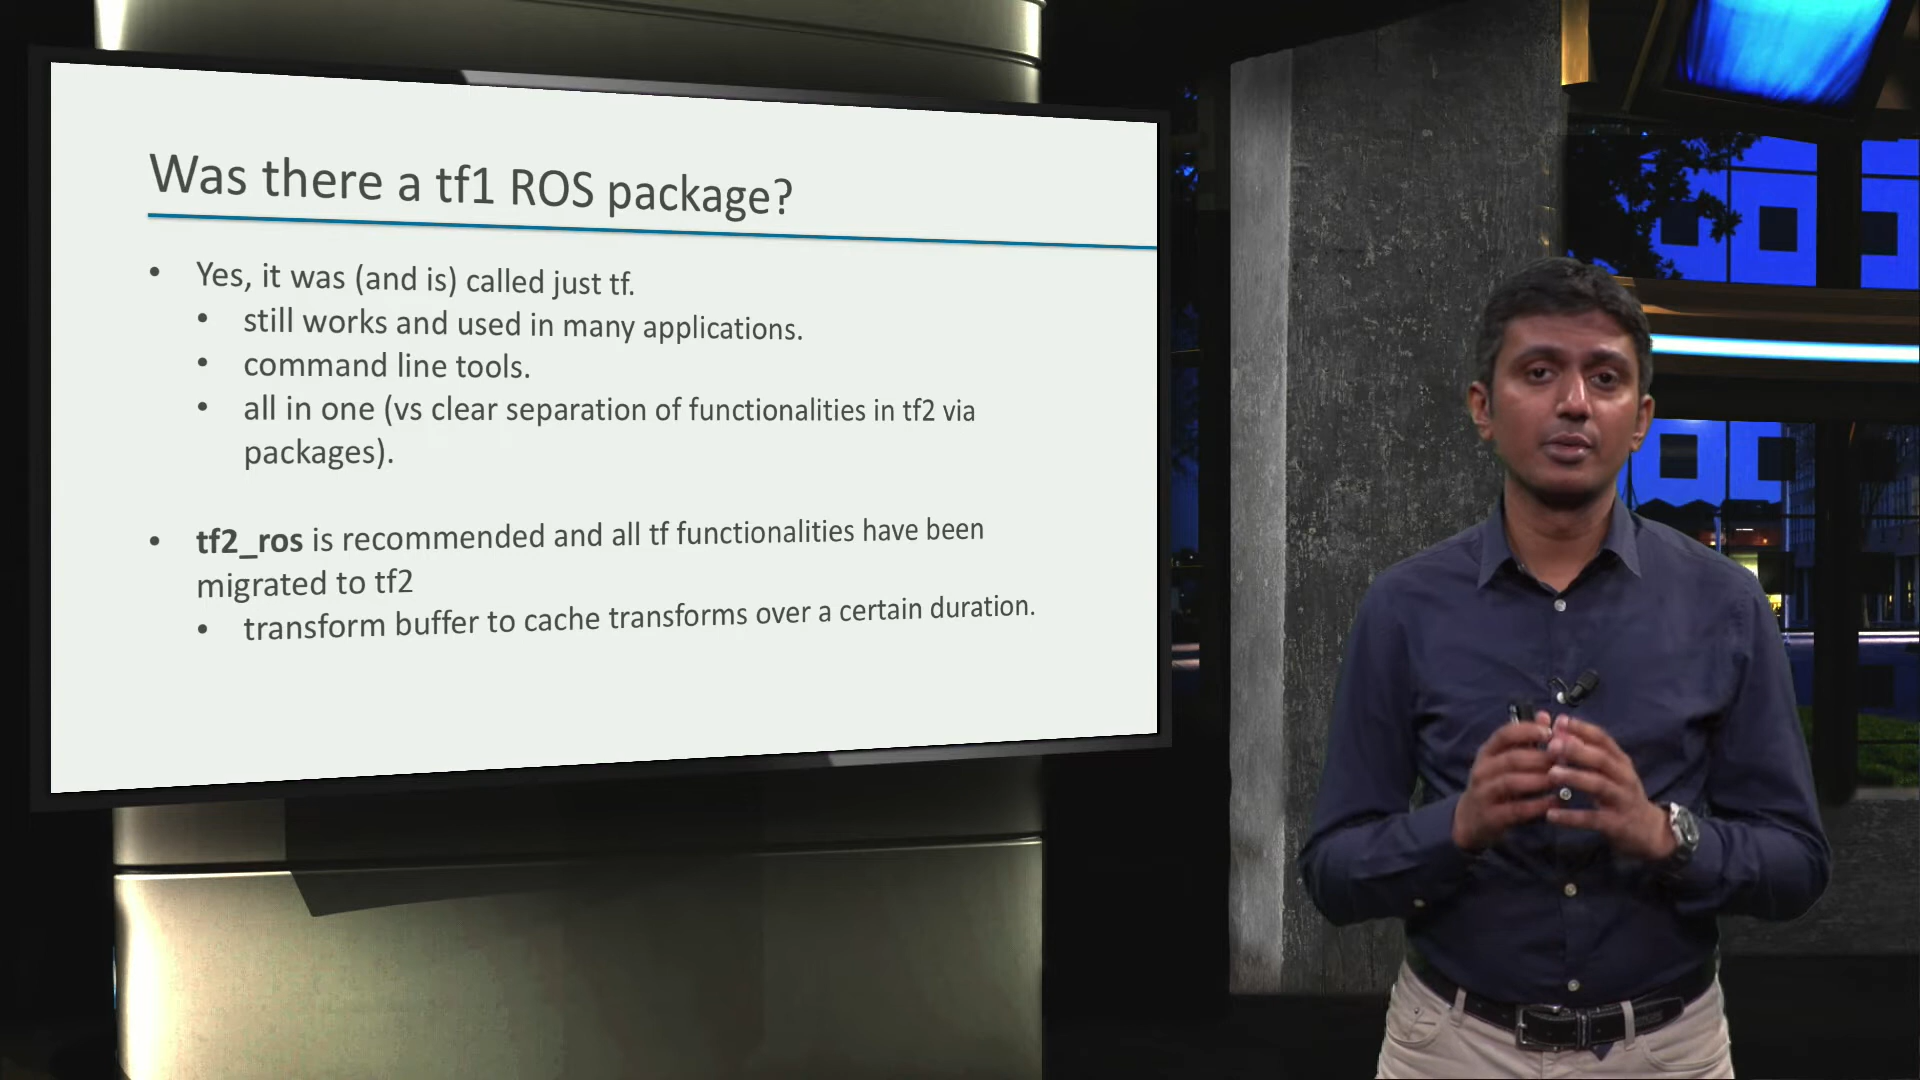 Was there a tf1 ROS package?
• Yes, it was (and is) called just tf.
• still works and used in many applications.
• command line tools.
• all in one (vs clear separation of functionalities in tf2 via
packages).
• tf2_ros is recommended and all tf functionalities have been
migrated to tf2
• transform buffer to cache transforms over a certain duration.